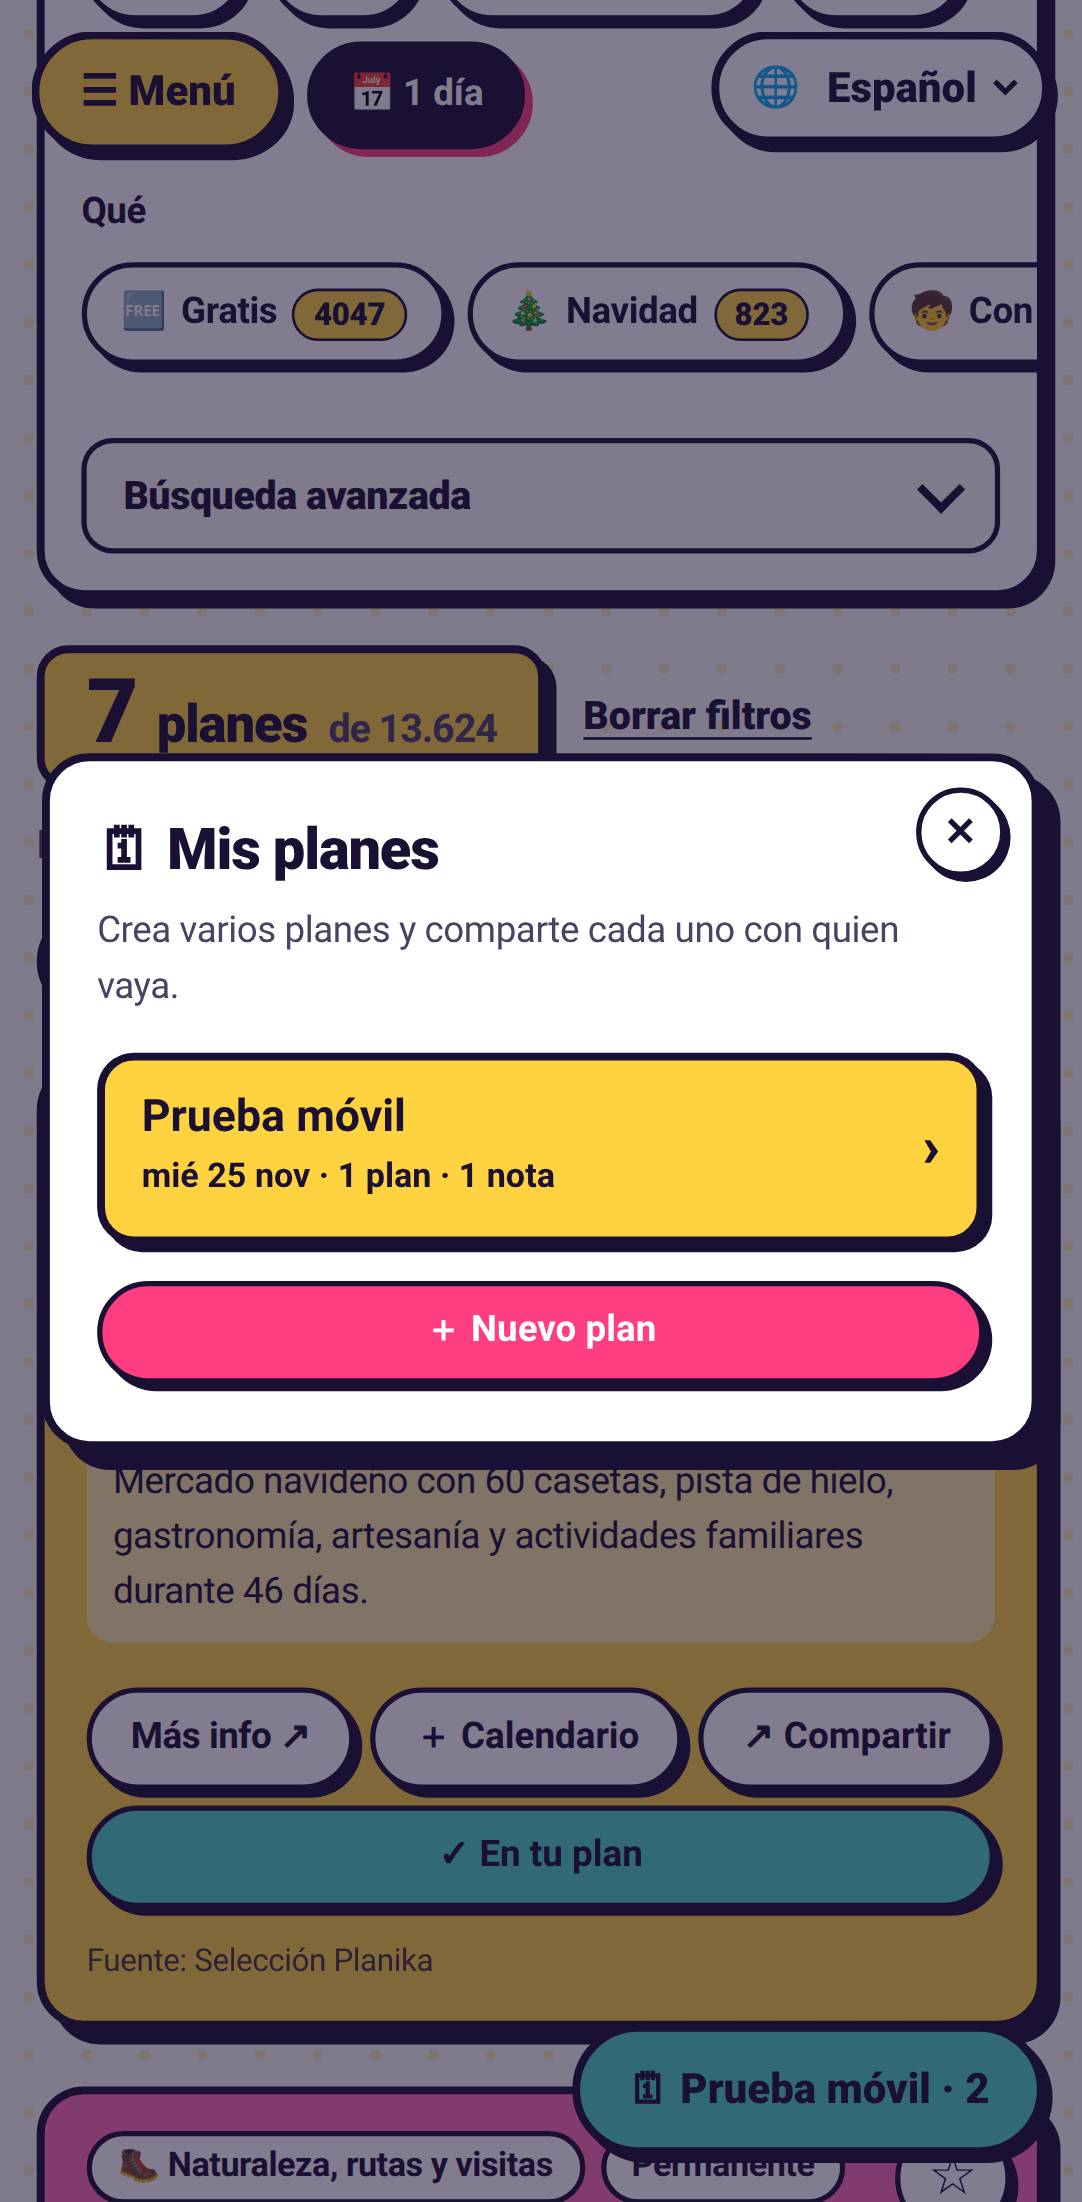 ☰ Menú
July 17 1 día
Español
Qué
FREE Gratis 4047
Navidad 823
Con
Búsqueda avanzada
7 planes de 13.624
Borrar filtros
Mis planes
✕
Crea varios planes y comparte cada uno con quien
vaya.
Prueba móvil
mié 25 nov · 1 plan · 1 nota
›
+ Nuevo plan
Mercado navideño con 60 casetas, pista de hielo,
gastronomía, artesanía y actividades familiares
durante 46 días.
Más info ↗
+ Calendario
↗ Compartir
✓ En tu plan
Fuente: Selección Planika
Prueba móvil · 2
Naturaleza, rutas y visitas
Permanente
☆